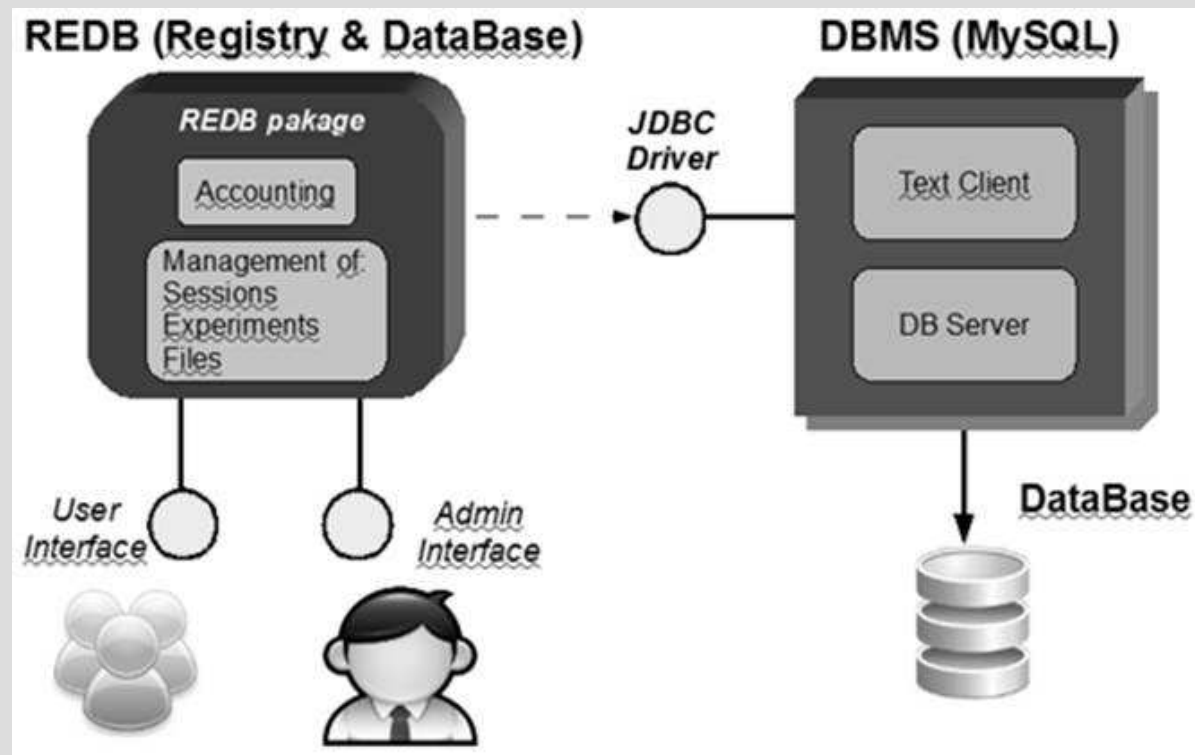 REDB (Registry & DataBase)
DBMS (MySQL)
REDB pakage
Accounting
Management of:
Sessions
Experiments
Files
JDBC
Driver
Text Client
DB Server
User
Interface
Admin
Interface
DataBase